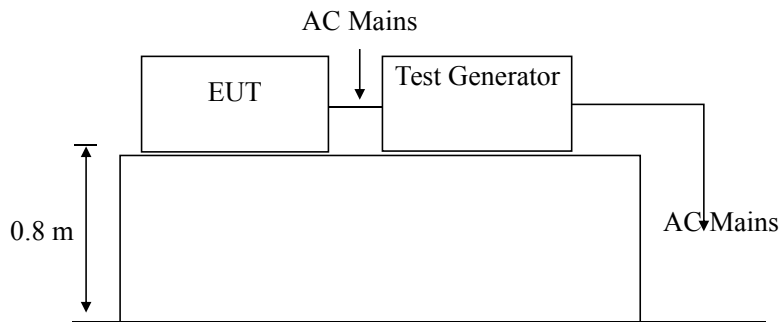 AC Mains
EUT
Test Generator
0.8 m
AC Mains